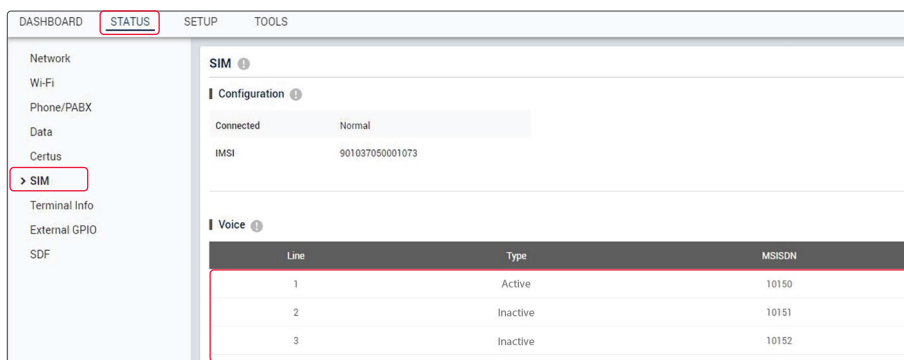 DASHBOARD STATUS SETUP TOOLS
Network
Wi-Fi
Phone/PABX
Data
Certus
> SIM
Terminal Info
External GPIO
SDF
SIM !
Configuration !
Connected Normal
IMSI 901037050001073
Voice !
Line Type MSISDN
1 Active 10150
2 Inactive 10151
3 Inactive 10152